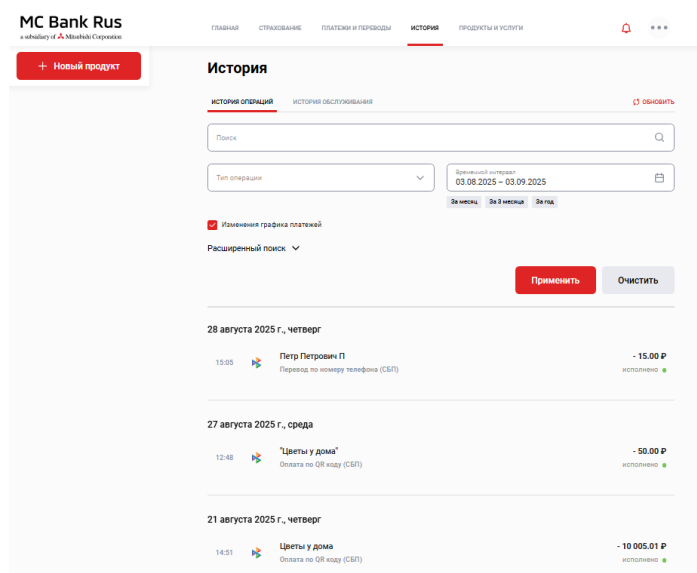 MC Bank Rus
a subsidiary of Mitsubishi Corporation
ГЛАВНАЯ СТРАХОВАНИЕ ПЛАТЕЖИ И ПЕРЕВОДЫ ИСТОРИЯ ПРОДУКТЫ И УСЛУГИ
+ Новый продукт
История
ИСТОРИЯ ОПЕРАЦИЙ ИСТОРИЯ ОБСЛУЖИВАНИЯ ОБНОВИТЬ
Поиск
Тип операции
Временной интервал
03.08.2025 – 03.09.2025
За месяц За 3 месяца За год
Изменения графика платежей
Расширенный поиск
Применить Очистить
28 августа 2025 г., четверг
15:05 Петр Петрович П - 15.00 ₽
Перевод по номеру телефона (СБП) исполнено
27 августа 2025 г., среда
12:48 "Цветы у дома" - 50.00 ₽
Оплата по QR коду (СБП) исполнено
21 августа 2025 г., четверг
14:51 Цветы у дома - 10 005.01 ₽
Оплата по QR коду (СБП) исполнено